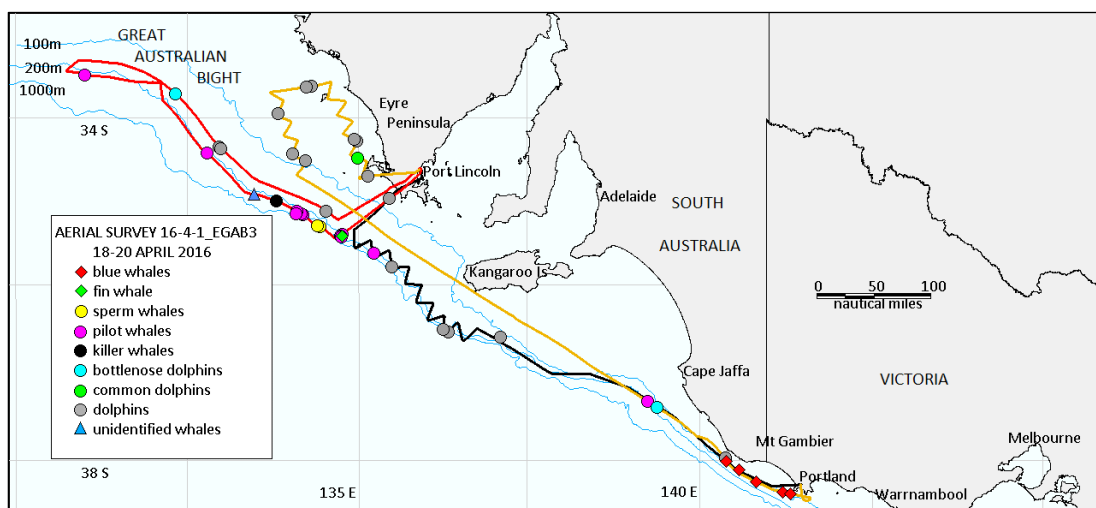 GREAT
AUSTRALIAN
BIGHT
100m
200m
1000m
34 S
Eyre
Peninsula
Port Lincoln
Adelaide
SOUTH
AUSTRALIA
Kangaroo Is
0 50 100
nautical miles
AERIAL SURVEY 16-4-1_EGAB3
18-20 APRIL 2016
blue whales
fin whale
sperm whales
pilot whales
killer whales
bottlenose dolphins
common dolphins
dolphins
unidentified whales
Cape Jaffa
VICTORIA
Mt Gambier
Melbourne
Portland
Warrnambool
38 S
135 E
140 E